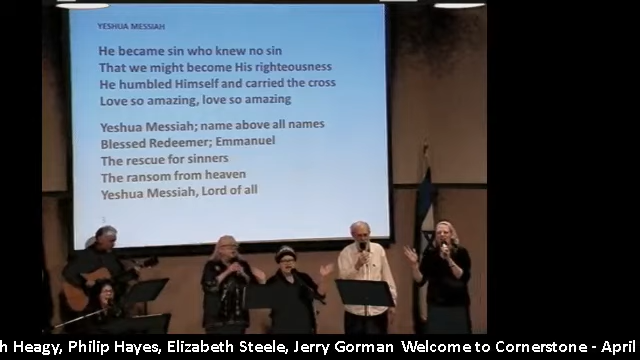 YESHUA MESSIAH
He became sin who knew no sin
That we might become His righteousness
He humbled Himself and carried the cross
Love so amazing, love so amazing
Yeshua Messiah; name above all names
Blessed Redeemer; Emmanuel
The rescue for sinners
The ransom from heaven
Yeshua Messiah, Lord of all
1
h Heagy, Philip Hayes, Elizabeth Steele, Jerry Gorman Welcome to Cornerstone - April